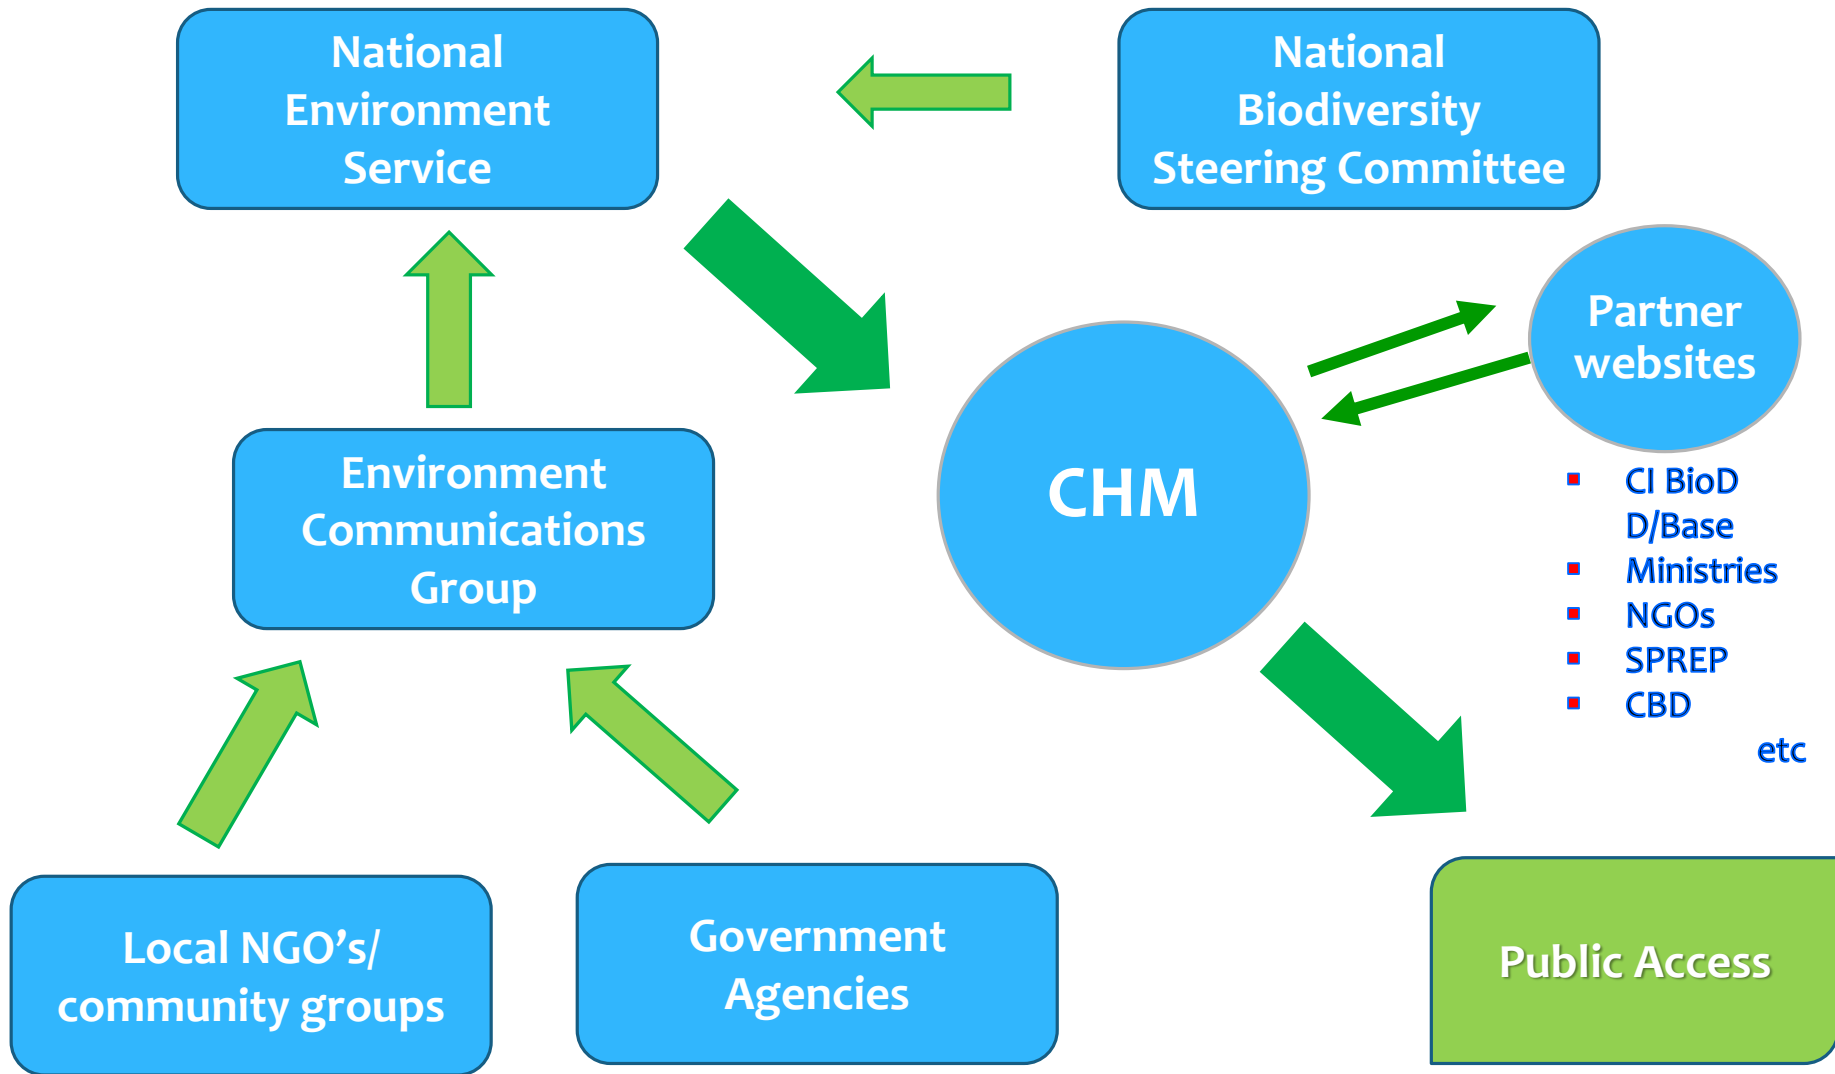 National
Environment
Service
National
Biodiversity
Steering Committee
Partner
websites
CHM
Environment
Communications
Group
CI BioD
D/Base
Ministries
NGOs
SPREP
CBD
etc
Local NGO’s/
community groups
Government
Agencies
Public Access